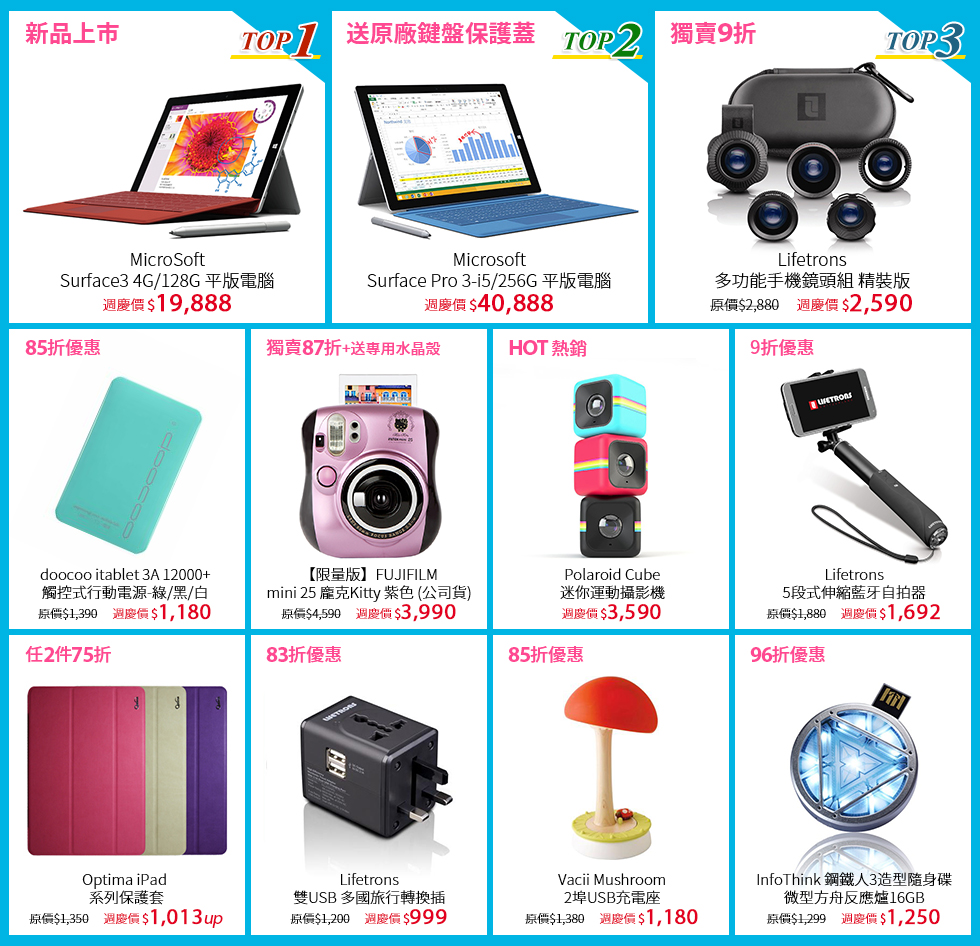 新品上市
TOP1
MicroSoft
Surface3 4G/128G 平版電腦
週慶價$19,888
送原廠鍵盤保護蓋
TOP2
Microsoft
Surface Pro 3-i5/256G 平版電腦
週慶價$40,888
獨賣9折
TOP3
Lifetrons
多功能手機鏡頭組 精裝版
原價$2,880 週慶價$2,590
85折優惠
doocoo
doocoo itablet 3A 12000+
觸控式行動電源-綠/黑/白
原價$1,390 週慶價$1,180
獨賣87折+送專用水晶殼
【限量版】FUJIFILM
mini 25 龐克Kitty 紫色 (公司貨)
原價$4,590 週慶價$3,990
HOT 熱銷
Polaroid Cube
迷你運動攝影機
週慶價$3,590
9折優惠
LIFETRONS
Lifetrons
5段式伸縮藍牙自拍器
原價$1,880 週慶價$1,692
任2件75折
Optima iPad
系列保護套
原價$1,350 週慶價$1,013up
83折優惠
LIFETRONS
Lifetrons
雙USB 多國旅行轉換插
原價$1,200 週慶價$999
85折優惠
Vacii Mushroom
2埠USB充電座
原價$1,380 週慶價$1,180
96折優惠
InfoThink 鋼鐵人3造型隨身碟
微型方舟反應爐16GB
原價$1,299 週慶價$1,250